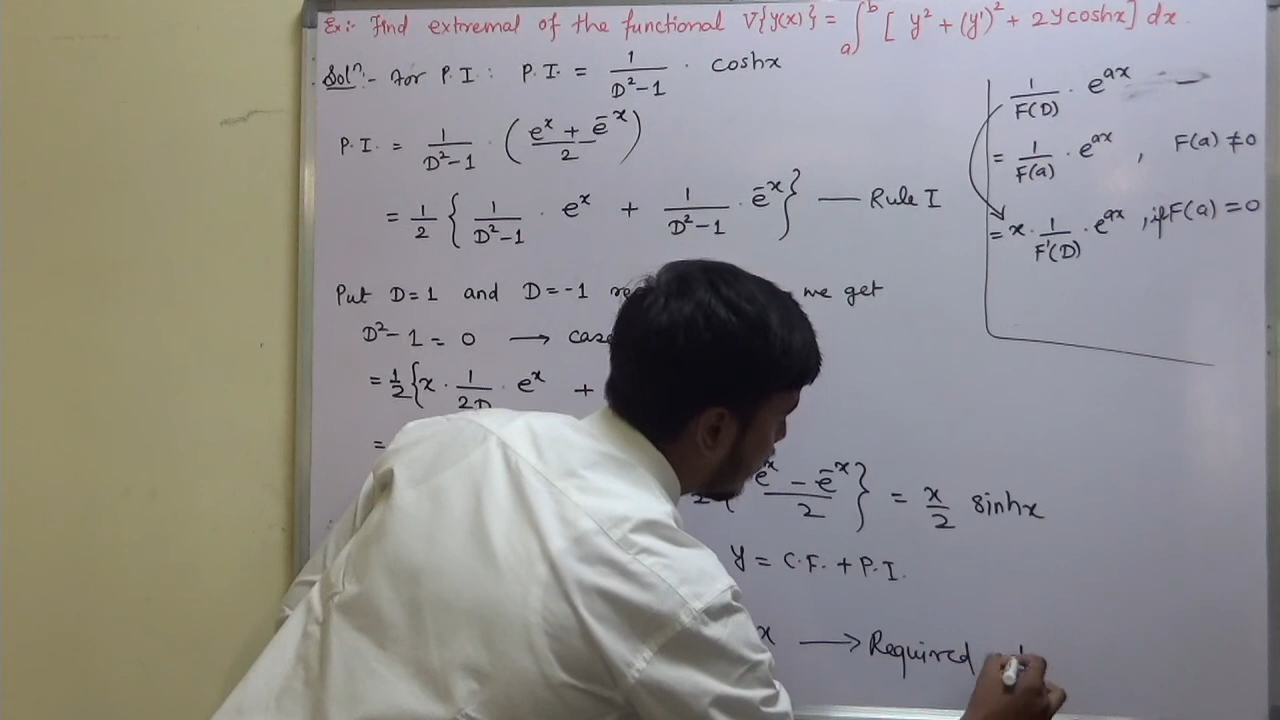 Ex:- Find extremal of the functional V{y(x)} = ∫_a^b [ y² + (y')² + 2y coshx ] dx
Solⁿ:- For P.I : P.I. = 1/(D²-1) · coshx
P.I. = 1/(D²-1) · ( (e^x + e^-x)/2 )
= 1/2 { 1/(D²-1) · e^x + 1/(D²-1) · e^-x } — Rule I
Put D=1 and D=-1 we get
D²-1 = 0 → case
= 1/2 { x · 1/2D · e^x +
=
(e^x - e^-x)/2 } = x/2 sinhx
y = C.F. + P.I.
x → Required
1/F(D) · e^ax
= 1/F(a) · e^ax , F(a) ≠ 0
= x · 1/F'(D) · e^ax , if F(a) = 0